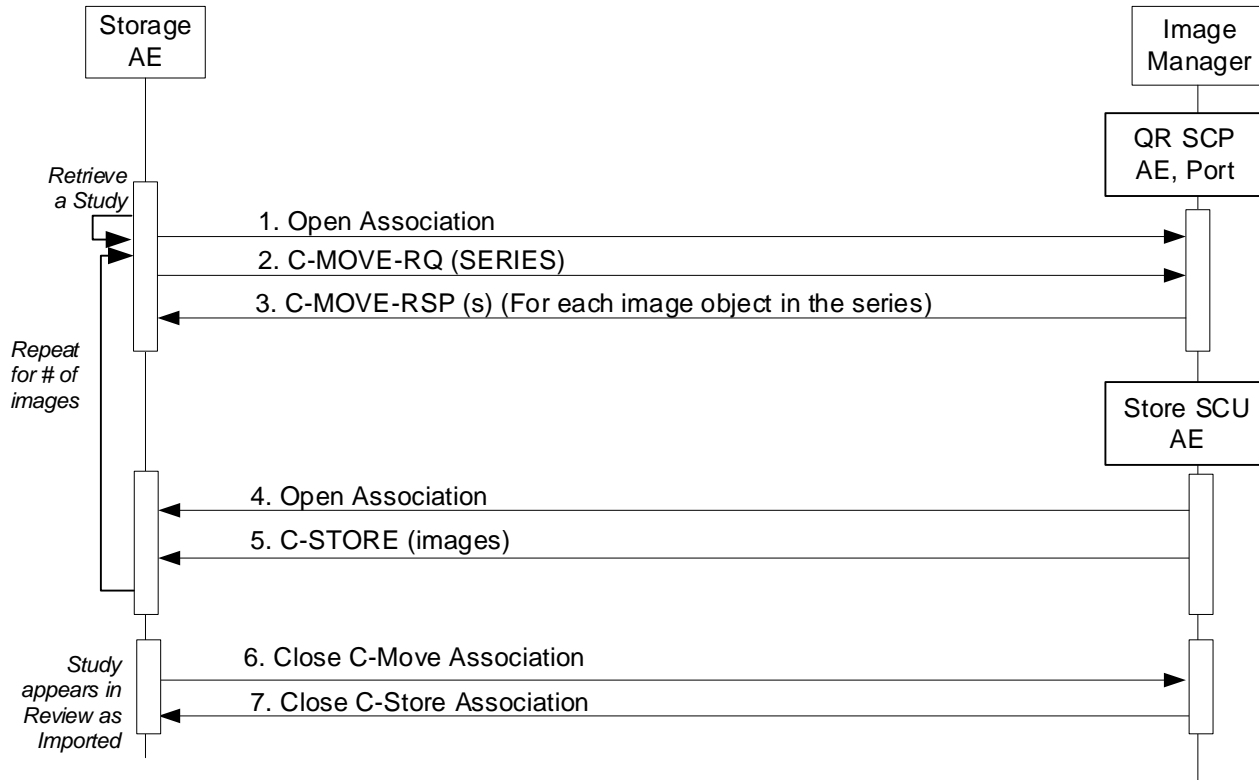 Storage
AE
Image
Manager
QR SCP
AE, Port
Retrieve
a Study
1. Open Association
2. C-MOVE-RQ (SERIES)
3. C-MOVE-RSP (s) (For each image object in the series)
Repeat
for # of
images
Store SCU
AE
4. Open Association
5. C-STORE (images)
6. Close C-Move Association
7. Close C-Store Association
Study
appears in
Review as
Imported